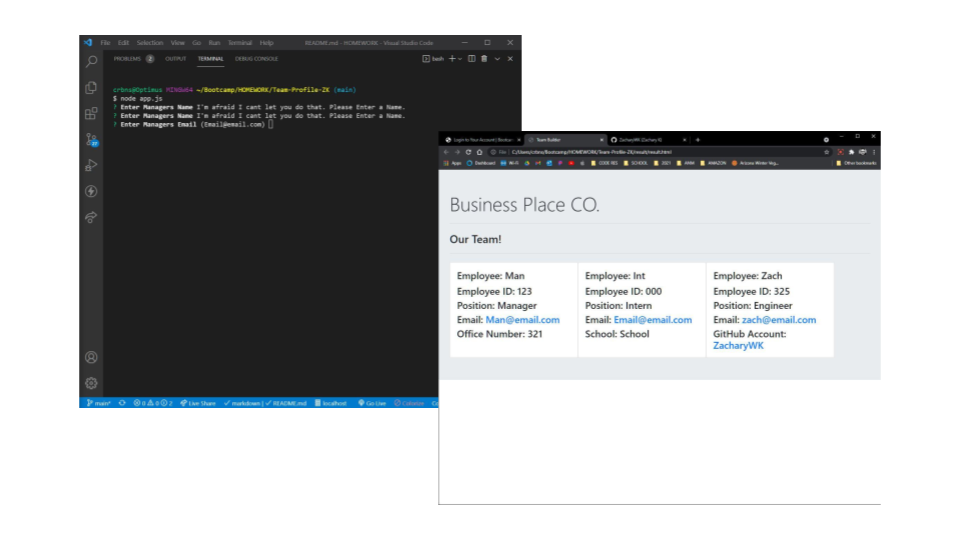 File Edit Selection View Go Run Terminal Help README.md - HOMEWORK - Visual Studio Code
PROBLEMS 2 OUTPUT TERMINAL DEBUG CONSOLE bash
crbns@Optimus MINGW64 ~/Bootcamp/HOMEWORK/Team-Profile-ZK (main)
$ node app.js
? Enter Managers Name I'm afraid I cant let you do that. Please Enter a Name.
? Enter Managers Name I'm afraid I cant let you do that. Please Enter a Name.
? Enter Managers Email (Email@email.com)
main* 0 0 2 Live Share markdown | README.md localhost Go Live Colorize
Login to Your Account | Bootcam Team Builder ZacharyWK (Zachary K)
File | C:/Users/crbns/Bootcamp/HOMEWORK/Team-Profile-ZK/result/result.html
Apps Dashboard Wi-Fi CODE RES SCHOOL 2021 AMAZON Arizona Winter Veg... Other bookmarks
Business Place CO.
Our Team!
Employee: Man
Employee ID: 123
Position: Manager
Email: Man@email.com
Office Number: 321
Employee: Int
Employee ID: 000
Position: Intern
Email: Email@email.com
School: School
Employee: Zach
Employee ID: 325
Position: Engineer
Email: zach@email.com
GitHub Account:
ZacharyWK